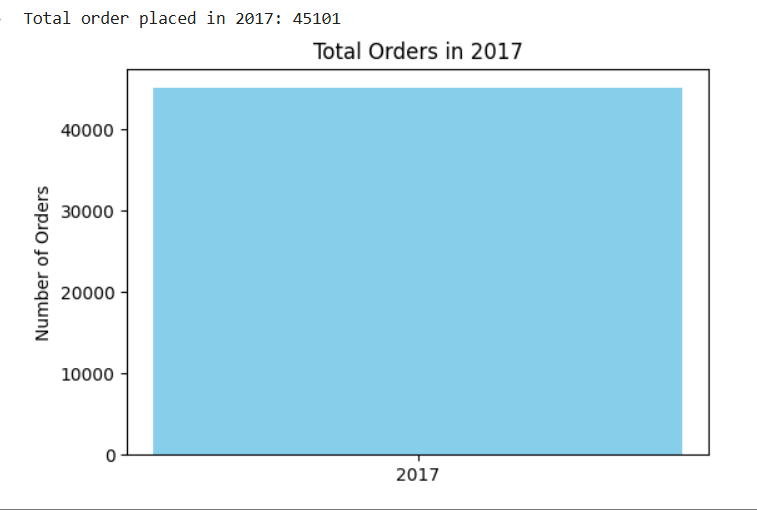 Total order placed in 2017: 45101
Total Orders in 2017
Number of Orders
40000
30000
20000
10000
0
2017